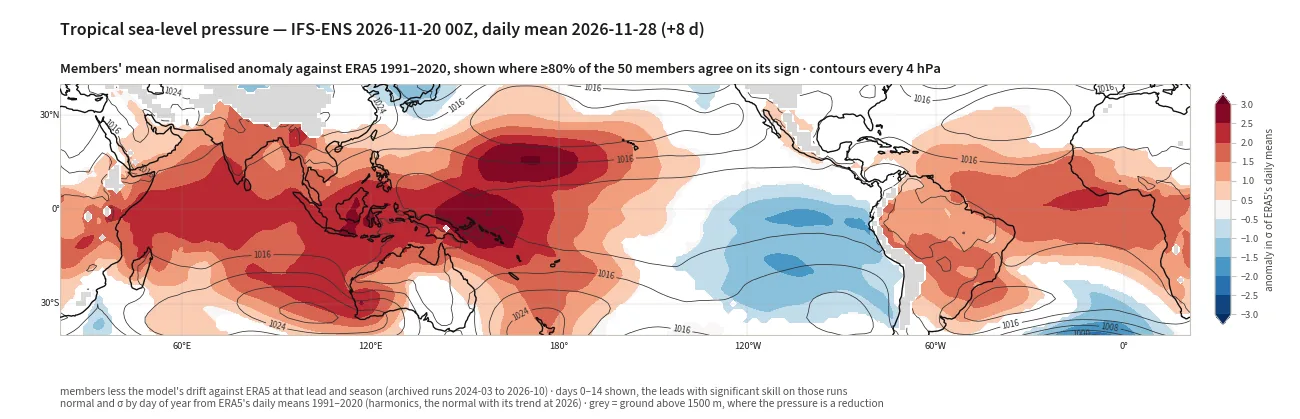 Tropical sea-level pressure — IFS-ENS 2026-11-20 00Z, daily mean 2026-11-28 (+8 d)
Members' mean normalised anomaly against ERA5 1991–2020, shown where ≥80% of the 50 members agree on its sign · contours every 4 hPa
30°N
0°
30°S
60°E
120°E
180°
120°W
60°W
0°
1024
1016
1024
1016
1016
1016
1016
1016
1016
1016
1016
1024
1024
1016
1016
1008
3.0
2.5
2.0
1.5
1.0
0.5
−0.5
−1.0
−1.5
−2.0
−2.5
−3.0
anomaly in σ of ERA5's daily means
members less the model's drift against ERA5 at that lead and season (archived runs 2024-03 to 2026-10) · days 0–14 shown, the leads with significant skill on those runs
normal and σ by day of year from ERA5's daily means 1991–2020 (harmonics, the normal with its trend at 2026) · grey = ground above 1500 m, where the pressure is a reduction